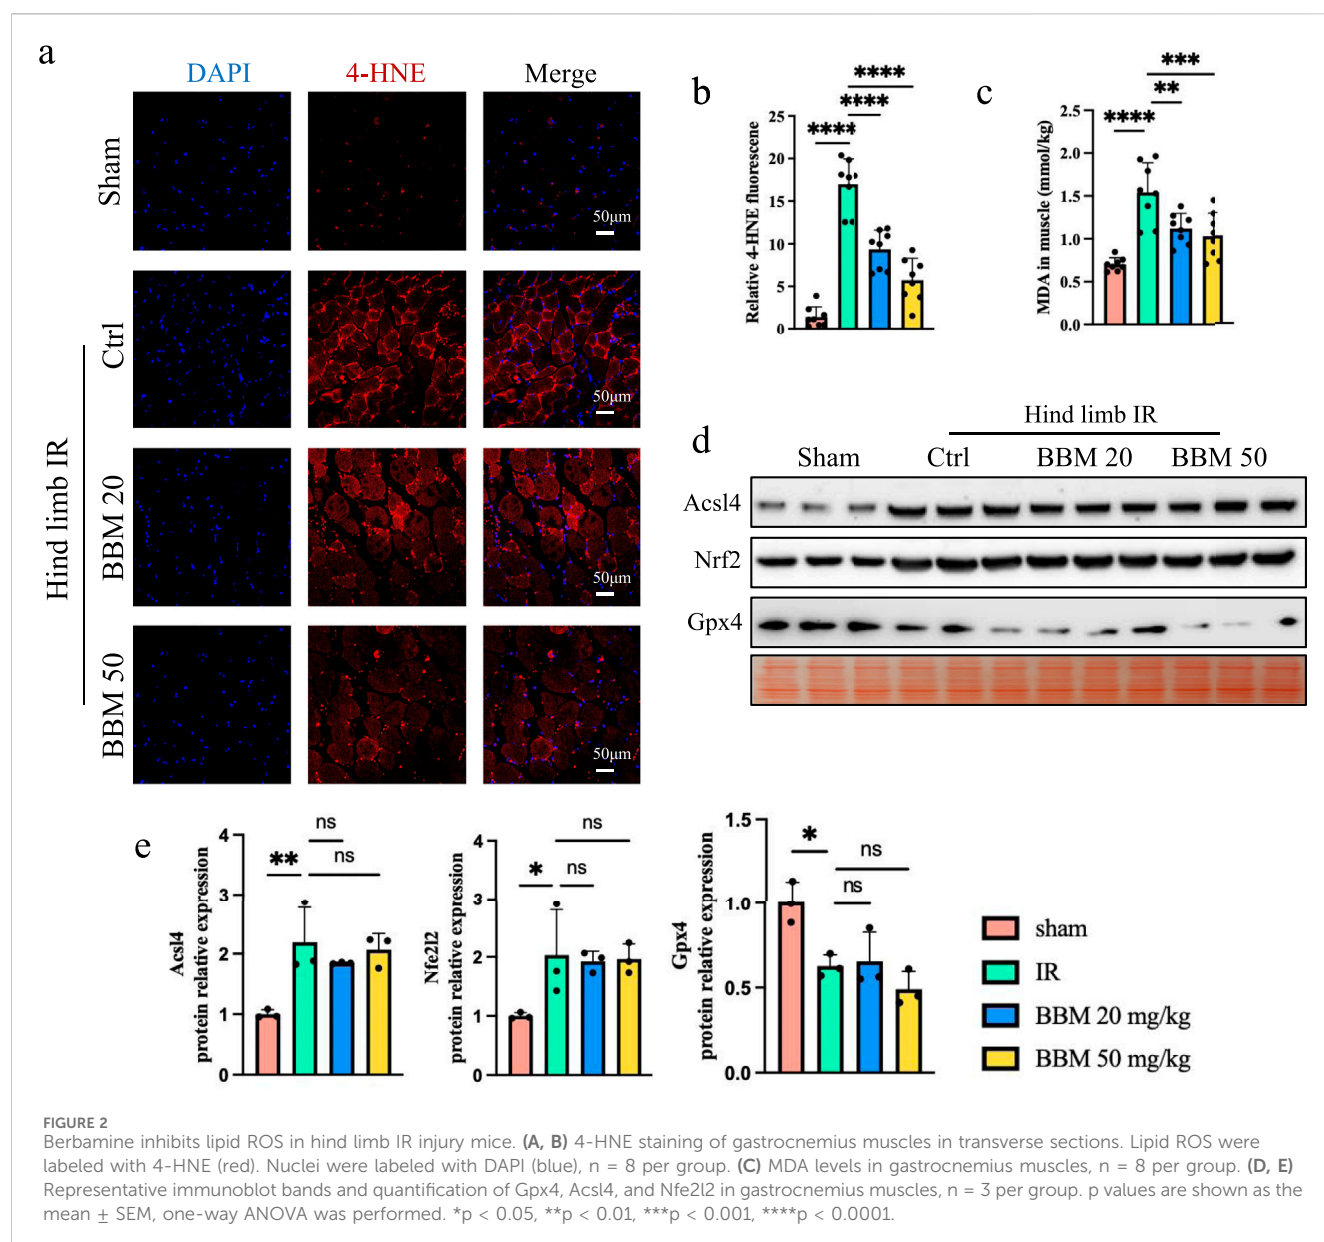 a
DAPI 4-HNE Merge
Sham
50μm
Hind limb IR
Ctrl
50μm
BBM 20
50μm
BBM 50
50μm
b
**** **** ****
Relative 4-HNE fluorescene
25
20
15
10
5
0
c
**** ** ***
MDA in muscle (mmol/kg)
2.5
2.0
1.5
1.0
0.5
0.0
d
Hind limb IR
Sham Ctrl BBM 20 BBM 50
Acsl4
Nrf2
Gpx4
e
Acsl4
protein relative expression
4
3
2
1
0
** ns ns
Nfe2l2
protein relative expression
4
3
2
1
0
* ns ns
Gpx4
protein relative expression
1.5
1.0
0.5
0.0
* ns ns
sham
IR
BBM 20 mg/kg
BBM 50 mg/kg
FIGURE 2
Berbamine inhibits lipid ROS in hind limb IR injury mice. (A, B) 4-HNE staining of gastrocnemius muscles in transverse sections. Lipid ROS were
labeled with 4-HNE (red). Nuclei were labeled with DAPI (blue), n = 8 per group. (C) MDA levels in gastrocnemius muscles, n = 8 per group. (D, E)
Representative immunoblot bands and quantification of Gpx4, Acsl4, and Nfe2l2 in gastrocnemius muscles, n = 3 per group. p values are shown as the
mean ± SEM, one-way ANOVA was performed. *p < 0.05, **p < 0.01, ***p < 0.001, ****p < 0.0001.